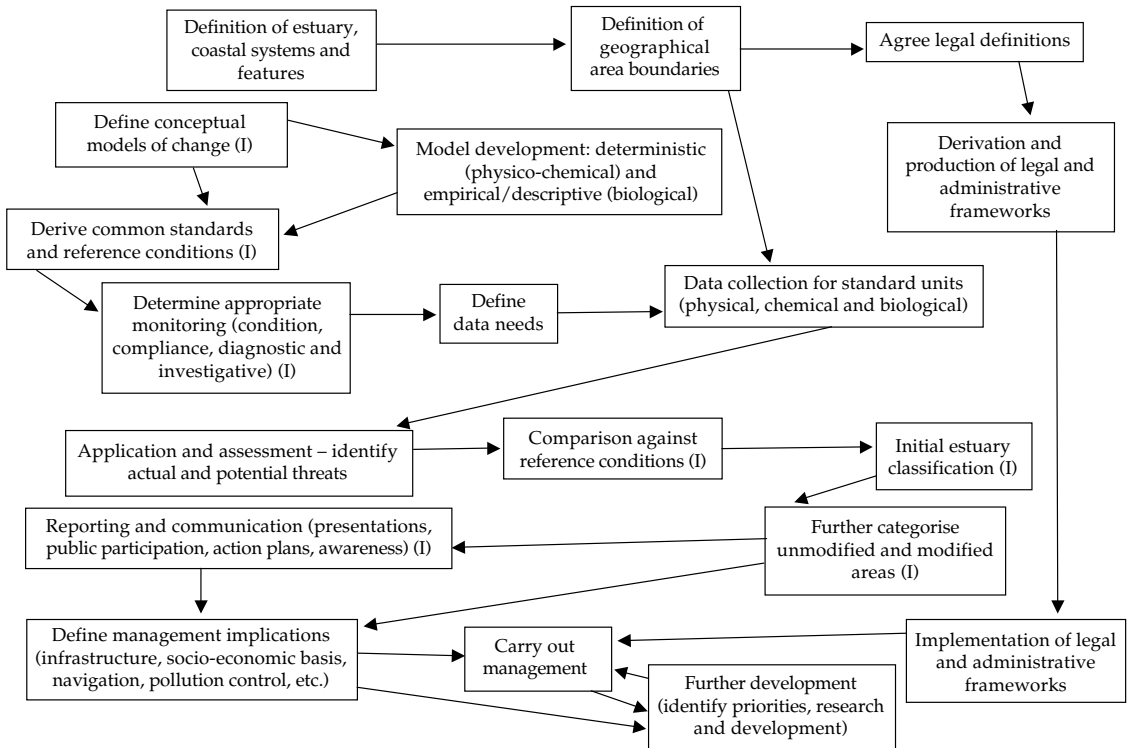 Definition of estuary,
coastal systems and
features
Definition of
geographical
area boundaries
Agree legal definitions
Define conceptual
models of change (I)
Model development: deterministic
(physico-chemical) and
empirical/descriptive (biological)
Derivation and
production of legal and
administrative
frameworks
Derive common standards
and reference conditions (I)
Determine appropriate
monitoring (condition,
compliance, diagnostic and
investigative) (I)
Define
data needs
Data collection for standard units
(physical, chemical and biological)
Application and assessment – identify
actual and potential threats
Comparison against
reference conditions (I)
Initial estuary
classification (I)
Reporting and communication (presentations,
public participation, action plans, awareness) (I)
Further categorise
unmodified and modified
areas (I)
Define management implications
(infrastructure, socio-economic basis,
navigation, pollution control, etc.)
Carry out
management
Further development
(identify priorities, research
and development)
Implementation of legal
and administrative
frameworks